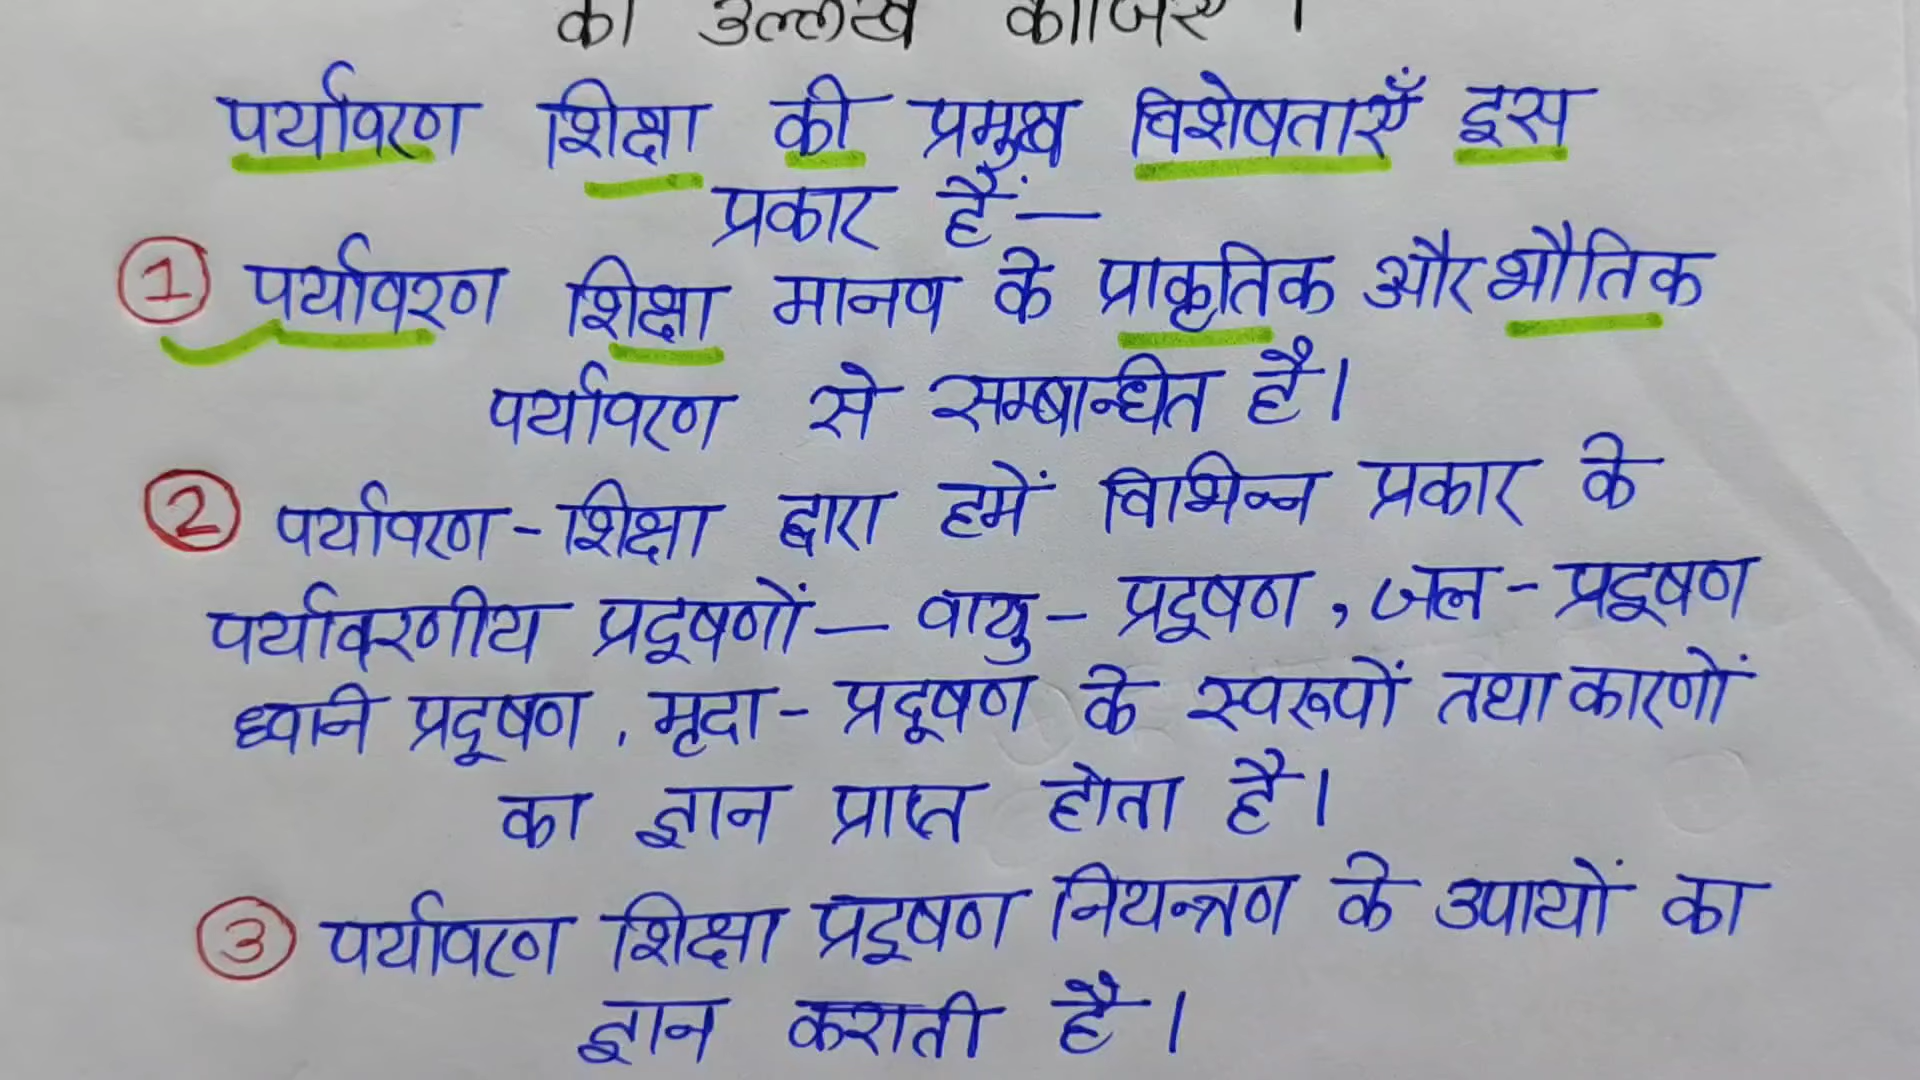 का उल्लेख कीजिए ।
पर्यावरण शिक्षा की प्रमुख विशेषताएँ इस
प्रकार हैं—
① पर्यावरण शिक्षा मानव के प्राकृतिक और भौतिक
पर्यावरण से सम्बान्धित है।
② पर्यावरण - शिक्षा द्वारा हमें विभिन्न प्रकार के
पर्यावरणीय प्रदूषणों — वायु - प्रदूषण , जल - प्रदूषण
ध्वनि प्रदूषण , मृदा - प्रदूषण के स्वरूपों तथा कारणों
का ज्ञान प्राप्त होता है।
③ पर्यावरण शिक्षा प्रदूषण नियन्त्रण के उपायों का
ज्ञान कराती है।